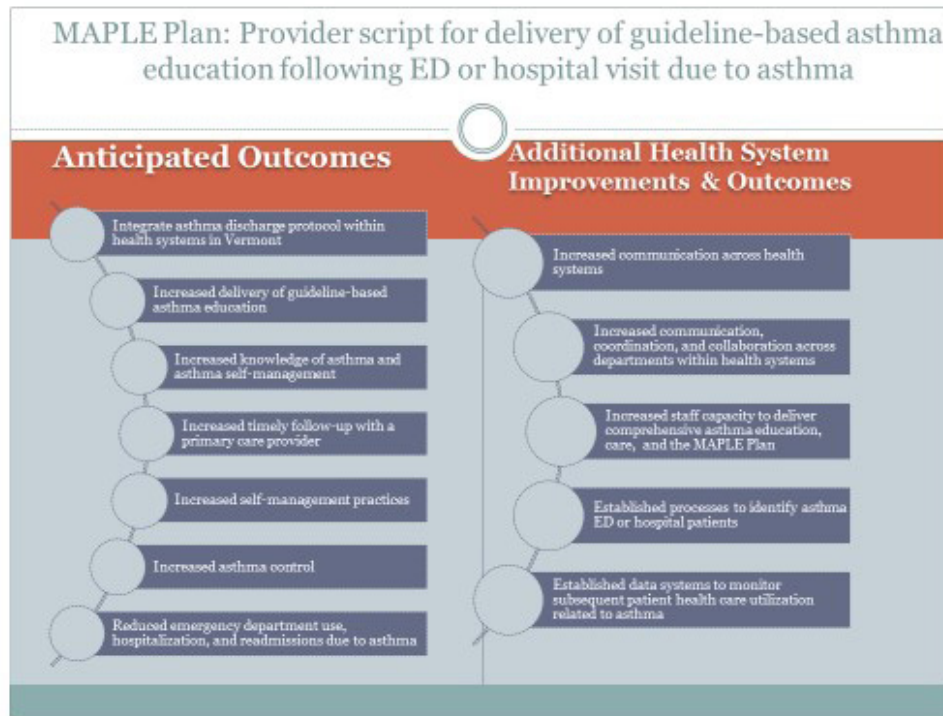 MAPLE Plan: Provider script for delivery of guideline-based asthma
education following ED or hospital visit due to asthma
Anticipated Outcomes
Integrate asthma discharge protocol within
health systems in Vermont
Increased delivery of guideline-based
asthma education
Increased knowledge of asthma and
asthma self-management
Increased timely follow-up with a
primary care provider
Increased self-management practices
Increased asthma control
Reduced emergency department use,
hospitalization, and readmissions due to asthma
Additional Health System
Improvements & Outcomes
Increased communication across health
systems
Increased communication,
coordination, and collaboration across
departments within health systems
Increased staff capacity to deliver
comprehensive asthma education,
care, and the MAPLE Plan
Established processes to identify asthma
ED or hospital patients
Established data systems to monitor
subsequent patient health care utilization
related to asthma